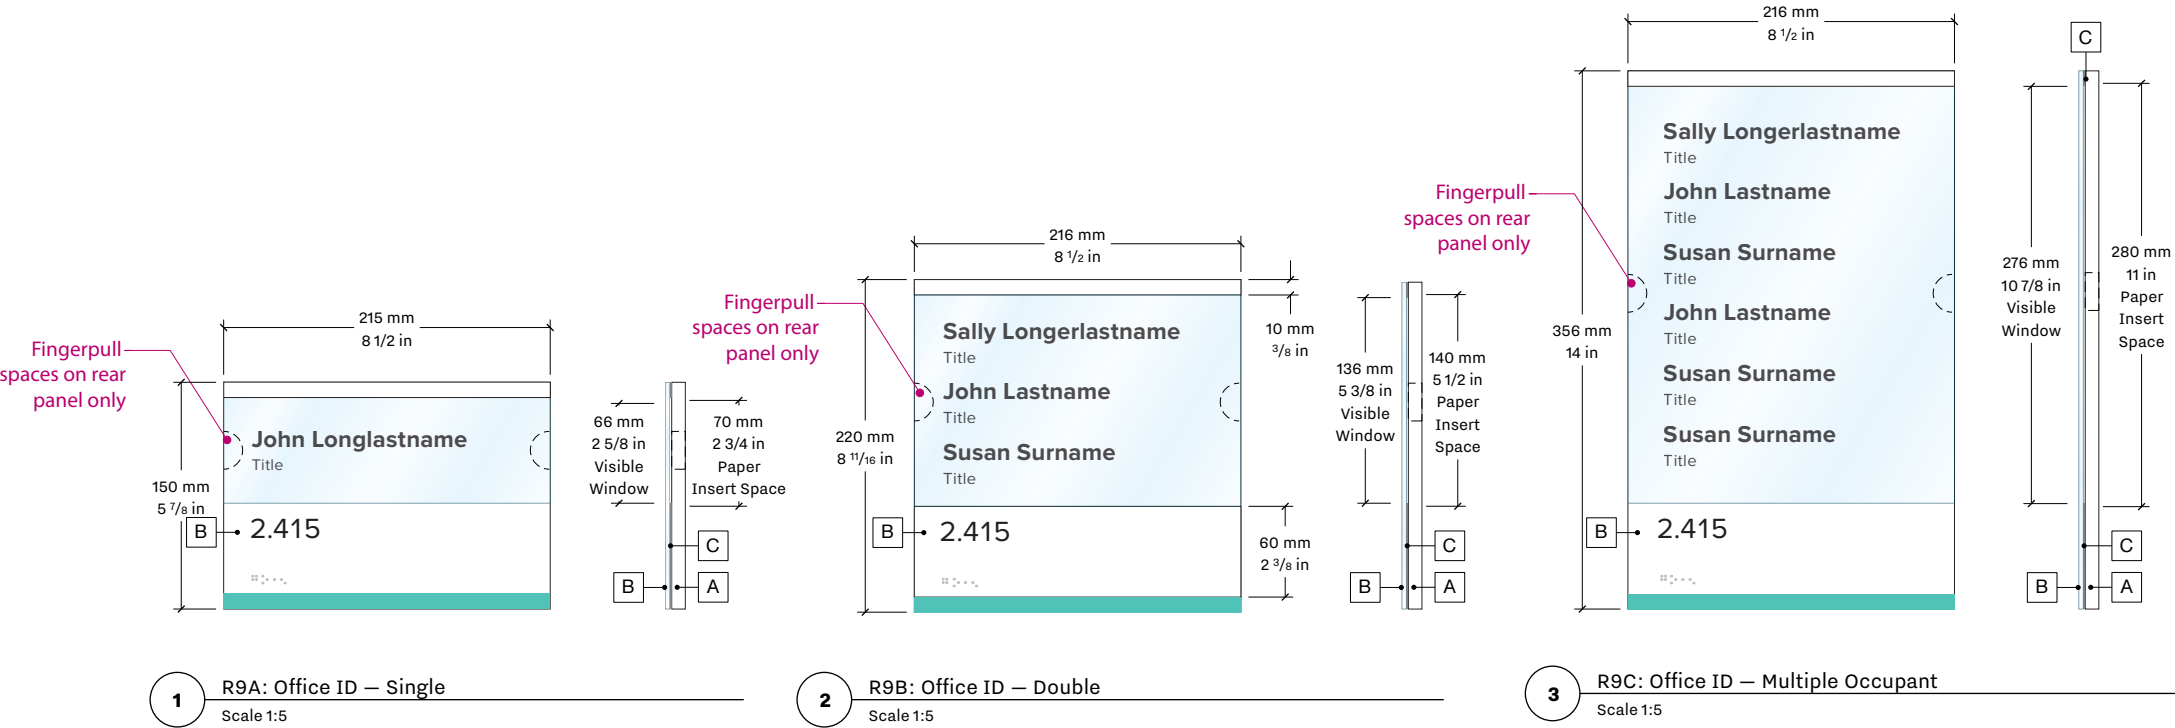 215 mm
8 1/2 in
Fingerpull
spaces on rear
panel only
John Longlastname
Title
150 mm
5 7/8 in
B
2.415
66 mm
2 5/8 in
Visible
Window
70 mm
2 3/4 in
Paper
Insert Space
C
B
A
1
R9A: Office ID — Single
Scale 1:5
216 mm
8 1/2 in
Fingerpull
spaces on rear
panel only
Sally Longerlastname
Title
John Lastname
Title
Susan Surname
Title
10 mm
3/8 in
220 mm
8 11/16 in
B
2.415
60 mm
2 3/8 in
136 mm
5 3/8 in
Visible
Window
140 mm
5 1/2 in
Paper
Insert
Space
C
B
A
2
R9B: Office ID — Double
Scale 1:5
216 mm
8 1/2 in
C
Fingerpull
spaces on rear
panel only
Sally Longerlastname
Title
John Lastname
Title
Susan Surname
Title
John Lastname
Title
Susan Surname
Title
Susan Surname
Title
356 mm
14 in
B
2.415
276 mm
10 7/8 in
Visible
Window
280 mm
11 in
Paper
Insert
Space
C
B
A
3
R9C: Office ID — Multiple Occupant
Scale 1:5